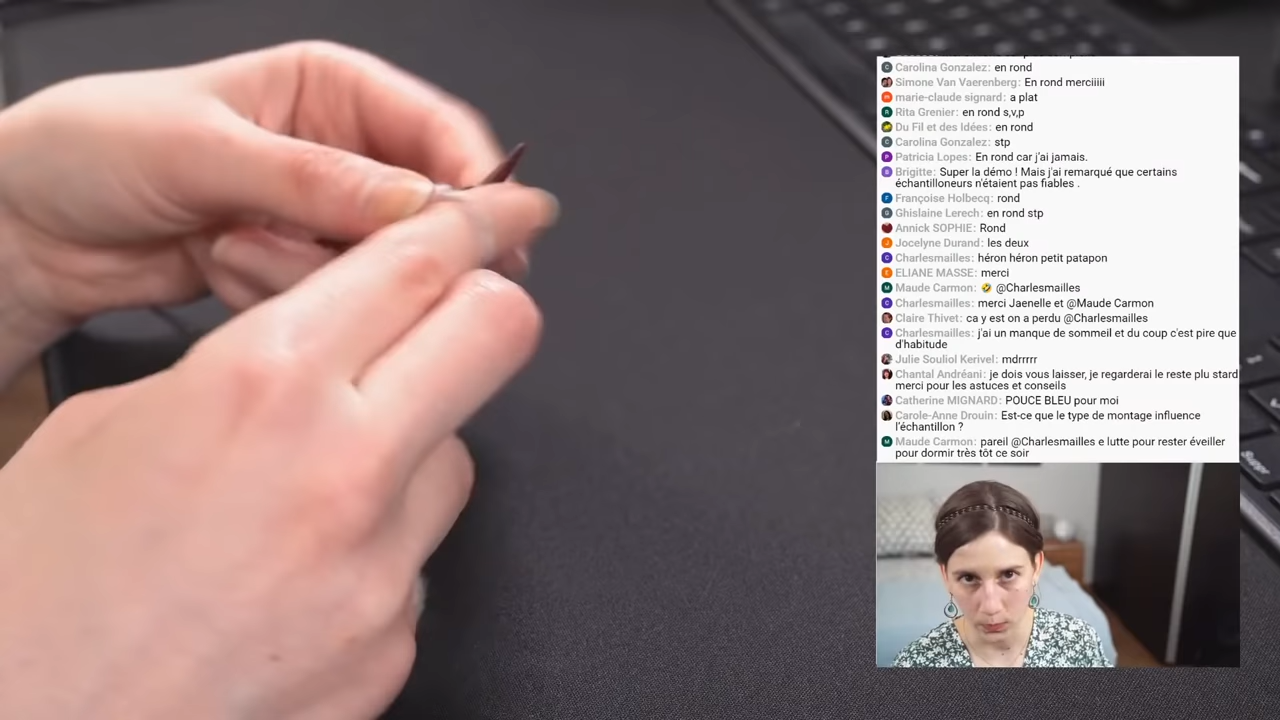 Carolina Gonzalez: en rond
Simone Van Vaerenberg: En rond merciiiii
marie-claude signard: a plat
Rita Grenier: en rond s,v,p
Du Fil et des Idées: en rond
Carolina Gonzalez: stp
Patricia Lopes: En rond car j'ai jamais.
Brigitte: Super la démo ! Mais j'ai remarqué que certains
échantilloneurs n'étaient pas fiables .
Françoise Holbecq: rond
Ghislaine Lerech: en rond stp
Annick SOPHIE: Rond
Jocelyne Durand: les deux
Charlesmailles: héron héron petit patapon
ELIANE MASSE: merci
Maude Carmon: 🤣 @Charlesmailles
Charlesmailles: merci Jaenelle et @Maude Carmon
Claire Thivet: ca y est on a perdu @Charlesmailles
Charlesmailles: j'ai un manque de sommeil et du coup c'est pire que
d'habitude
Julie Souliol Kerivel: mdrrrrr
Chantal Andréani: je dois vous laisser, je regarderai le reste plu stard
merci pour les astuces et conseils
Catherine MIGNARD: POUCE BLEU pour moi
Carole-Anne Drouin: Est-ce que le type de montage influence
l'échantillon ?
Maude Carmon: pareil @Charlesmailles e lutte pour rester éveiller
pour dormir très tôt ce soir
Suppr